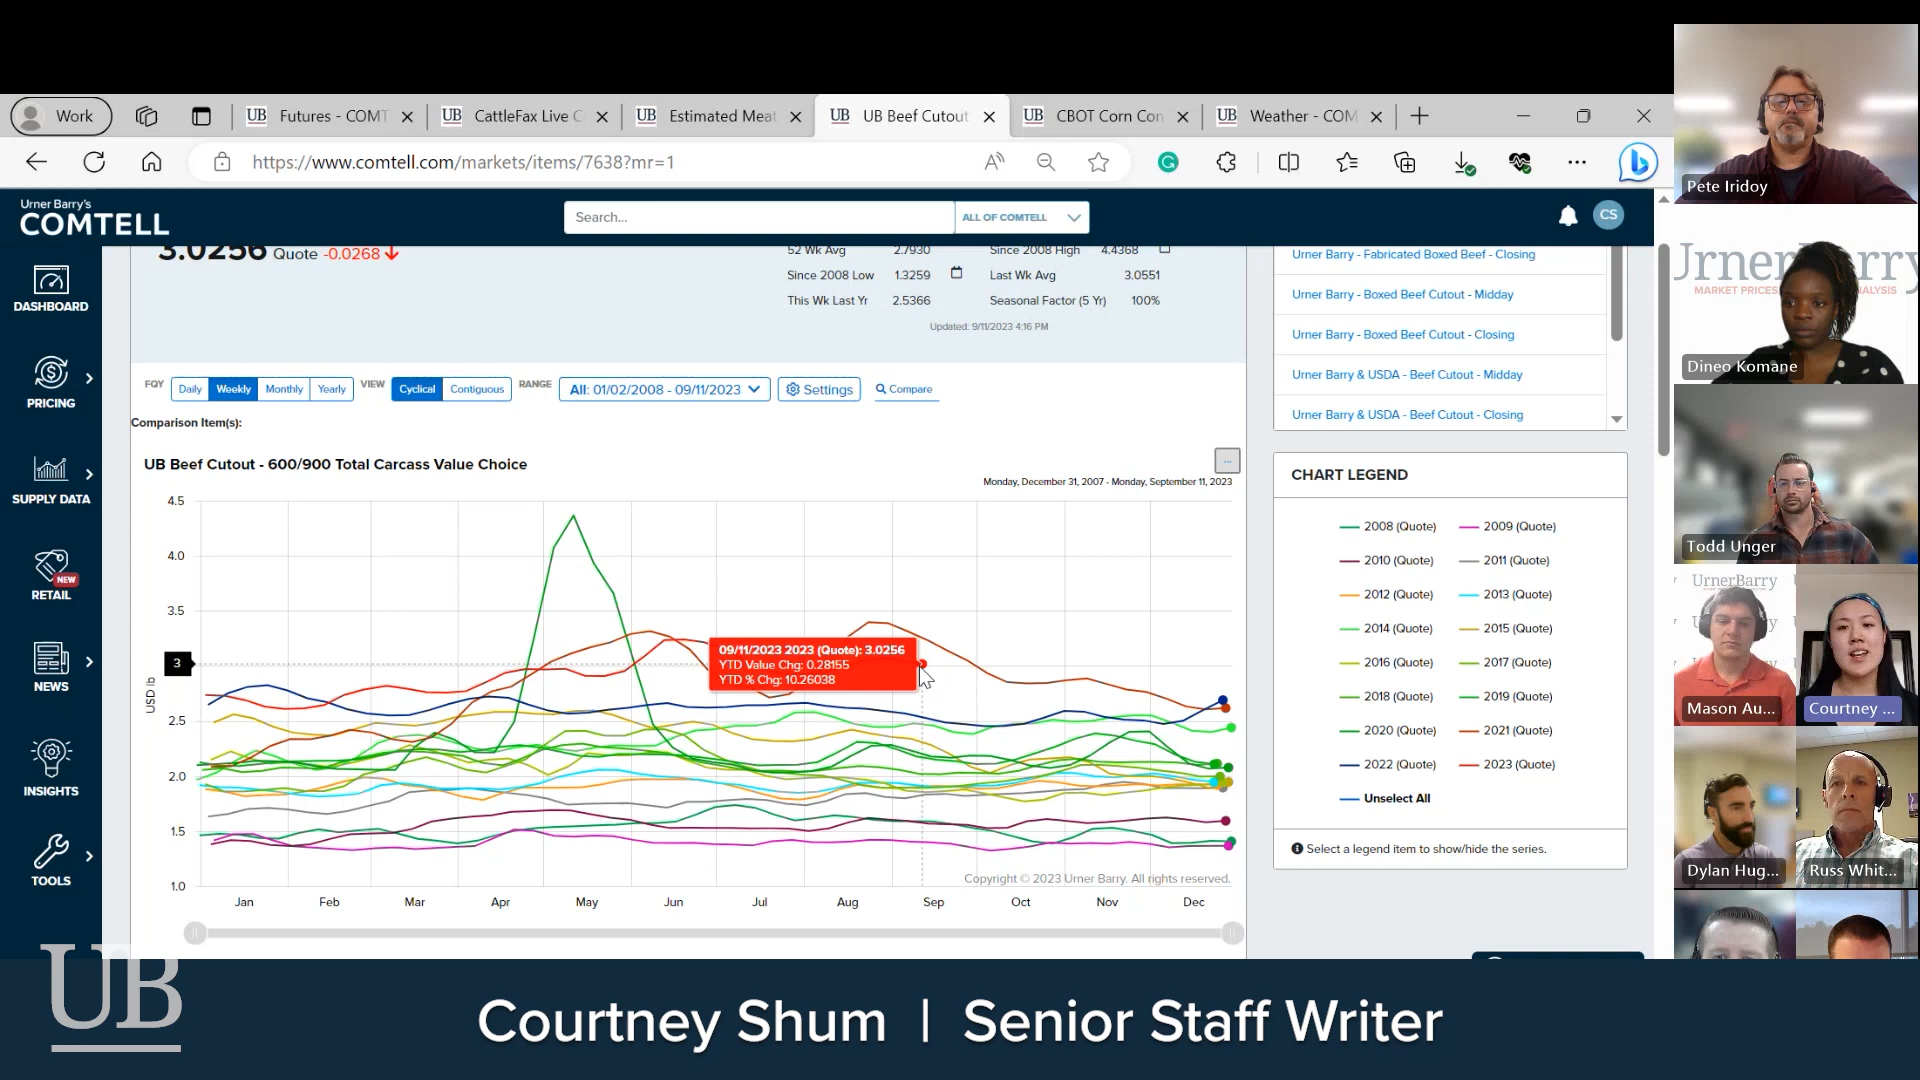 Work
Futures - COMT
CattleFax Live C
Estimated Meat
UB Beef Cutout
CBOT Corn Con
Weather - COM
https://www.comtell.com/markets/items/7638?mr=1
Urner Barry's
COMTELL
Search...
ALL OF COMTELL
CS
DASHBOARD
PRICING
SUPPLY DATA
NEW
RETAIL
NEWS
INSIGHTS
TOOLS
3.0256 Quote -0.0268
52 Wk Avg 2.7930 Since 2008 High 4.4368
Since 2008 Low 1.3259 Last Wk Avg 3.0551
This Wk Last Yr 2.5366 Seasonal Factor (5 Yr) 100%
Updated: 9/11/2023 4:16 PM
FQY Daily Weekly Monthly Yearly VIEW Cyclical Contiguous RANGE All: 01/02/2008 - 09/11/2023 Settings Compare
Comparison Item(s):
UB Beef Cutout - 600/900 Total Carcass Value Choice
...
Monday, December 31, 2007 - Monday, September 11, 2023
4.5
4.0
3.5
3
2.5
2.0
1.5
1.0
USD lb
09/11/2023 2023 (Quote): 3.0256
YTD Value Chg: 0.28155
YTD % Chg: 10.26038
Copyright © 2023 Urner Barry. All rights reserved.
Jan Feb Mar Apr May Jun Jul Aug Sep Oct Nov Dec
Urner Barry - Fabricated Boxed Beef - Closing
Urner Barry - Boxed Beef Cutout - Midday
Urner Barry - Boxed Beef Cutout - Closing
Urner Barry & USDA - Beef Cutout - Midday
Urner Barry & USDA - Beef Cutout - Closing
CHART LEGEND
2008 (Quote) 2009 (Quote)
2010 (Quote) 2011 (Quote)
2012 (Quote) 2013 (Quote)
2014 (Quote) 2015 (Quote)
2016 (Quote) 2017 (Quote)
2018 (Quote) 2019 (Quote)
2020 (Quote) 2021 (Quote)
2022 (Quote) 2023 (Quote)
Unselect All
Select a legend item to show/hide the series.
Pete Iridoy
MARKET PRICES
Dineo Komane
Todd Unger
UrnerBarry
Mason Au...
Courtney ...
Dylan Hug...
Russ Whit...
UB
Courtney Shum | Senior Staff Writer